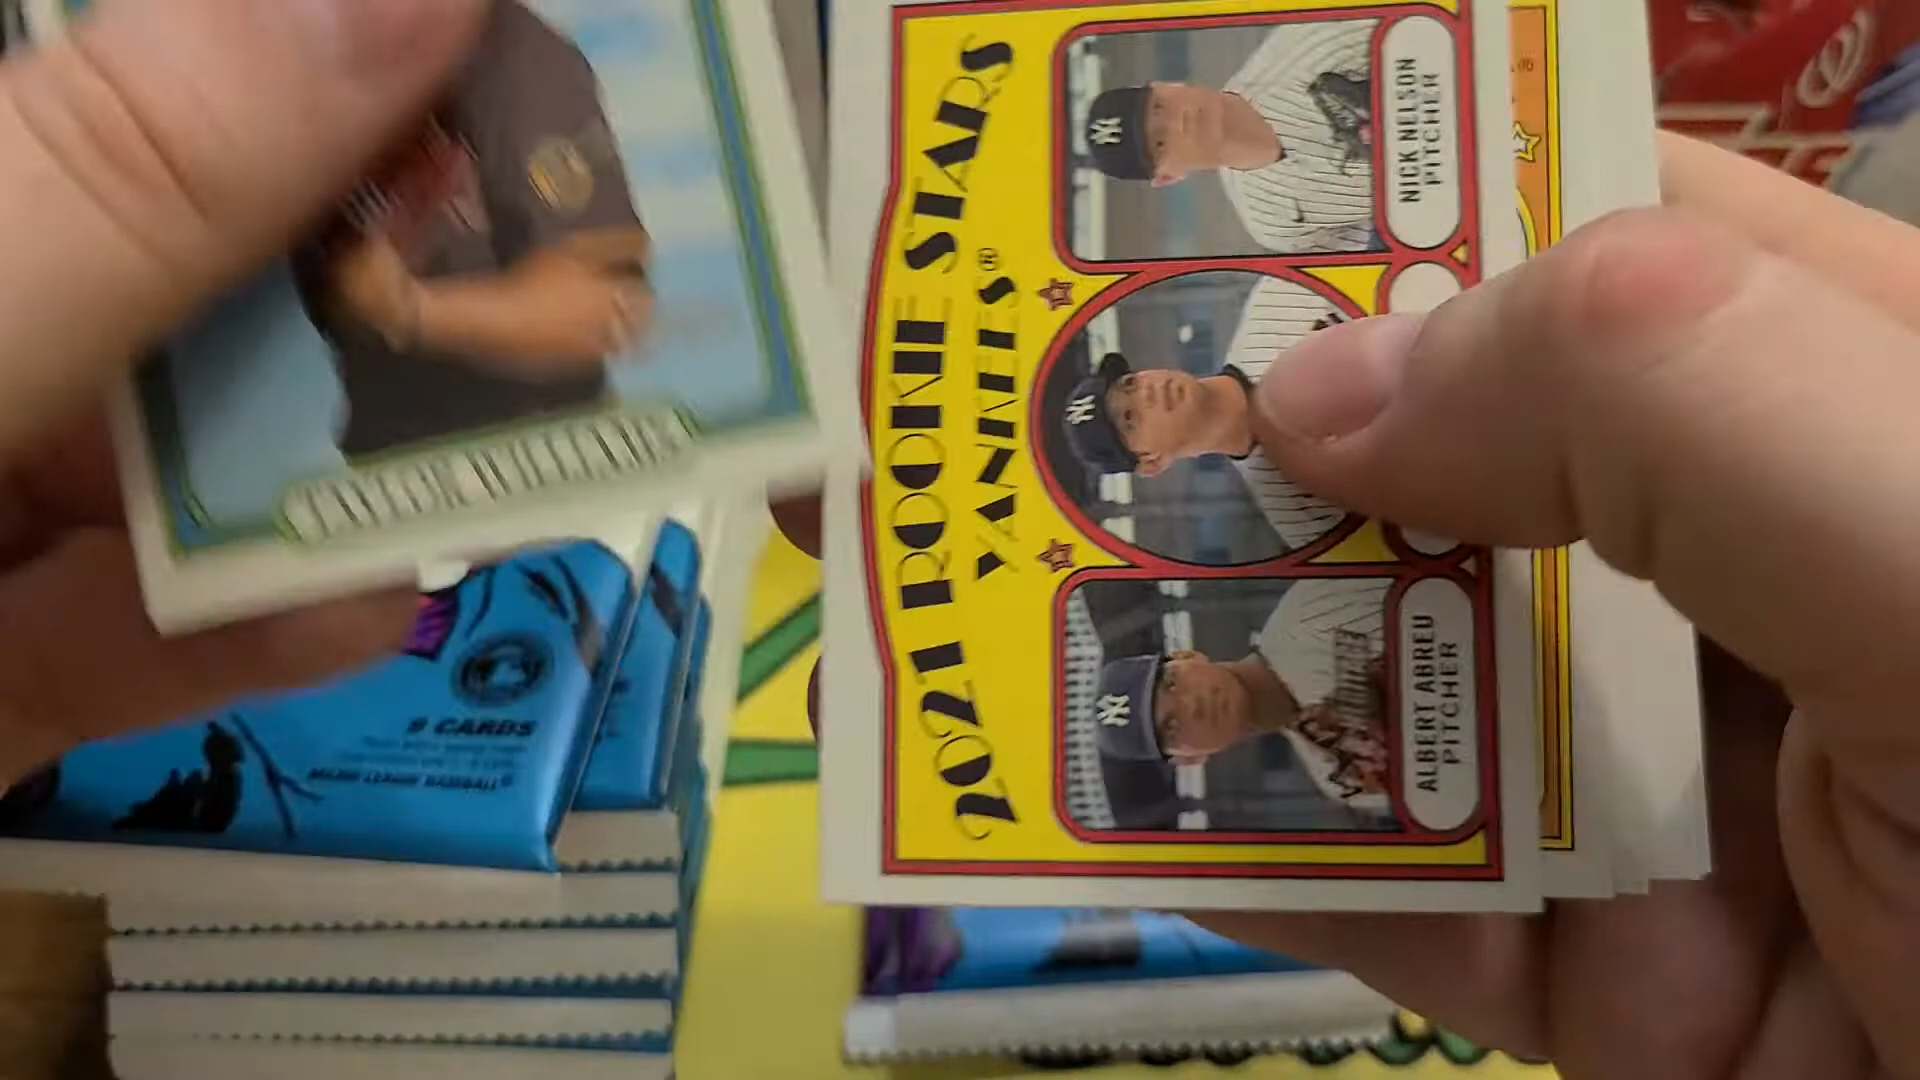 2021 ROOKIE STARS
YANKEES®
NICK NELSON
PITCHER
ALBERT ABREU
PITCHER
TAYLOR WILLIAMS
9 CARDS
MAJOR LEAGUE BASEBALL®